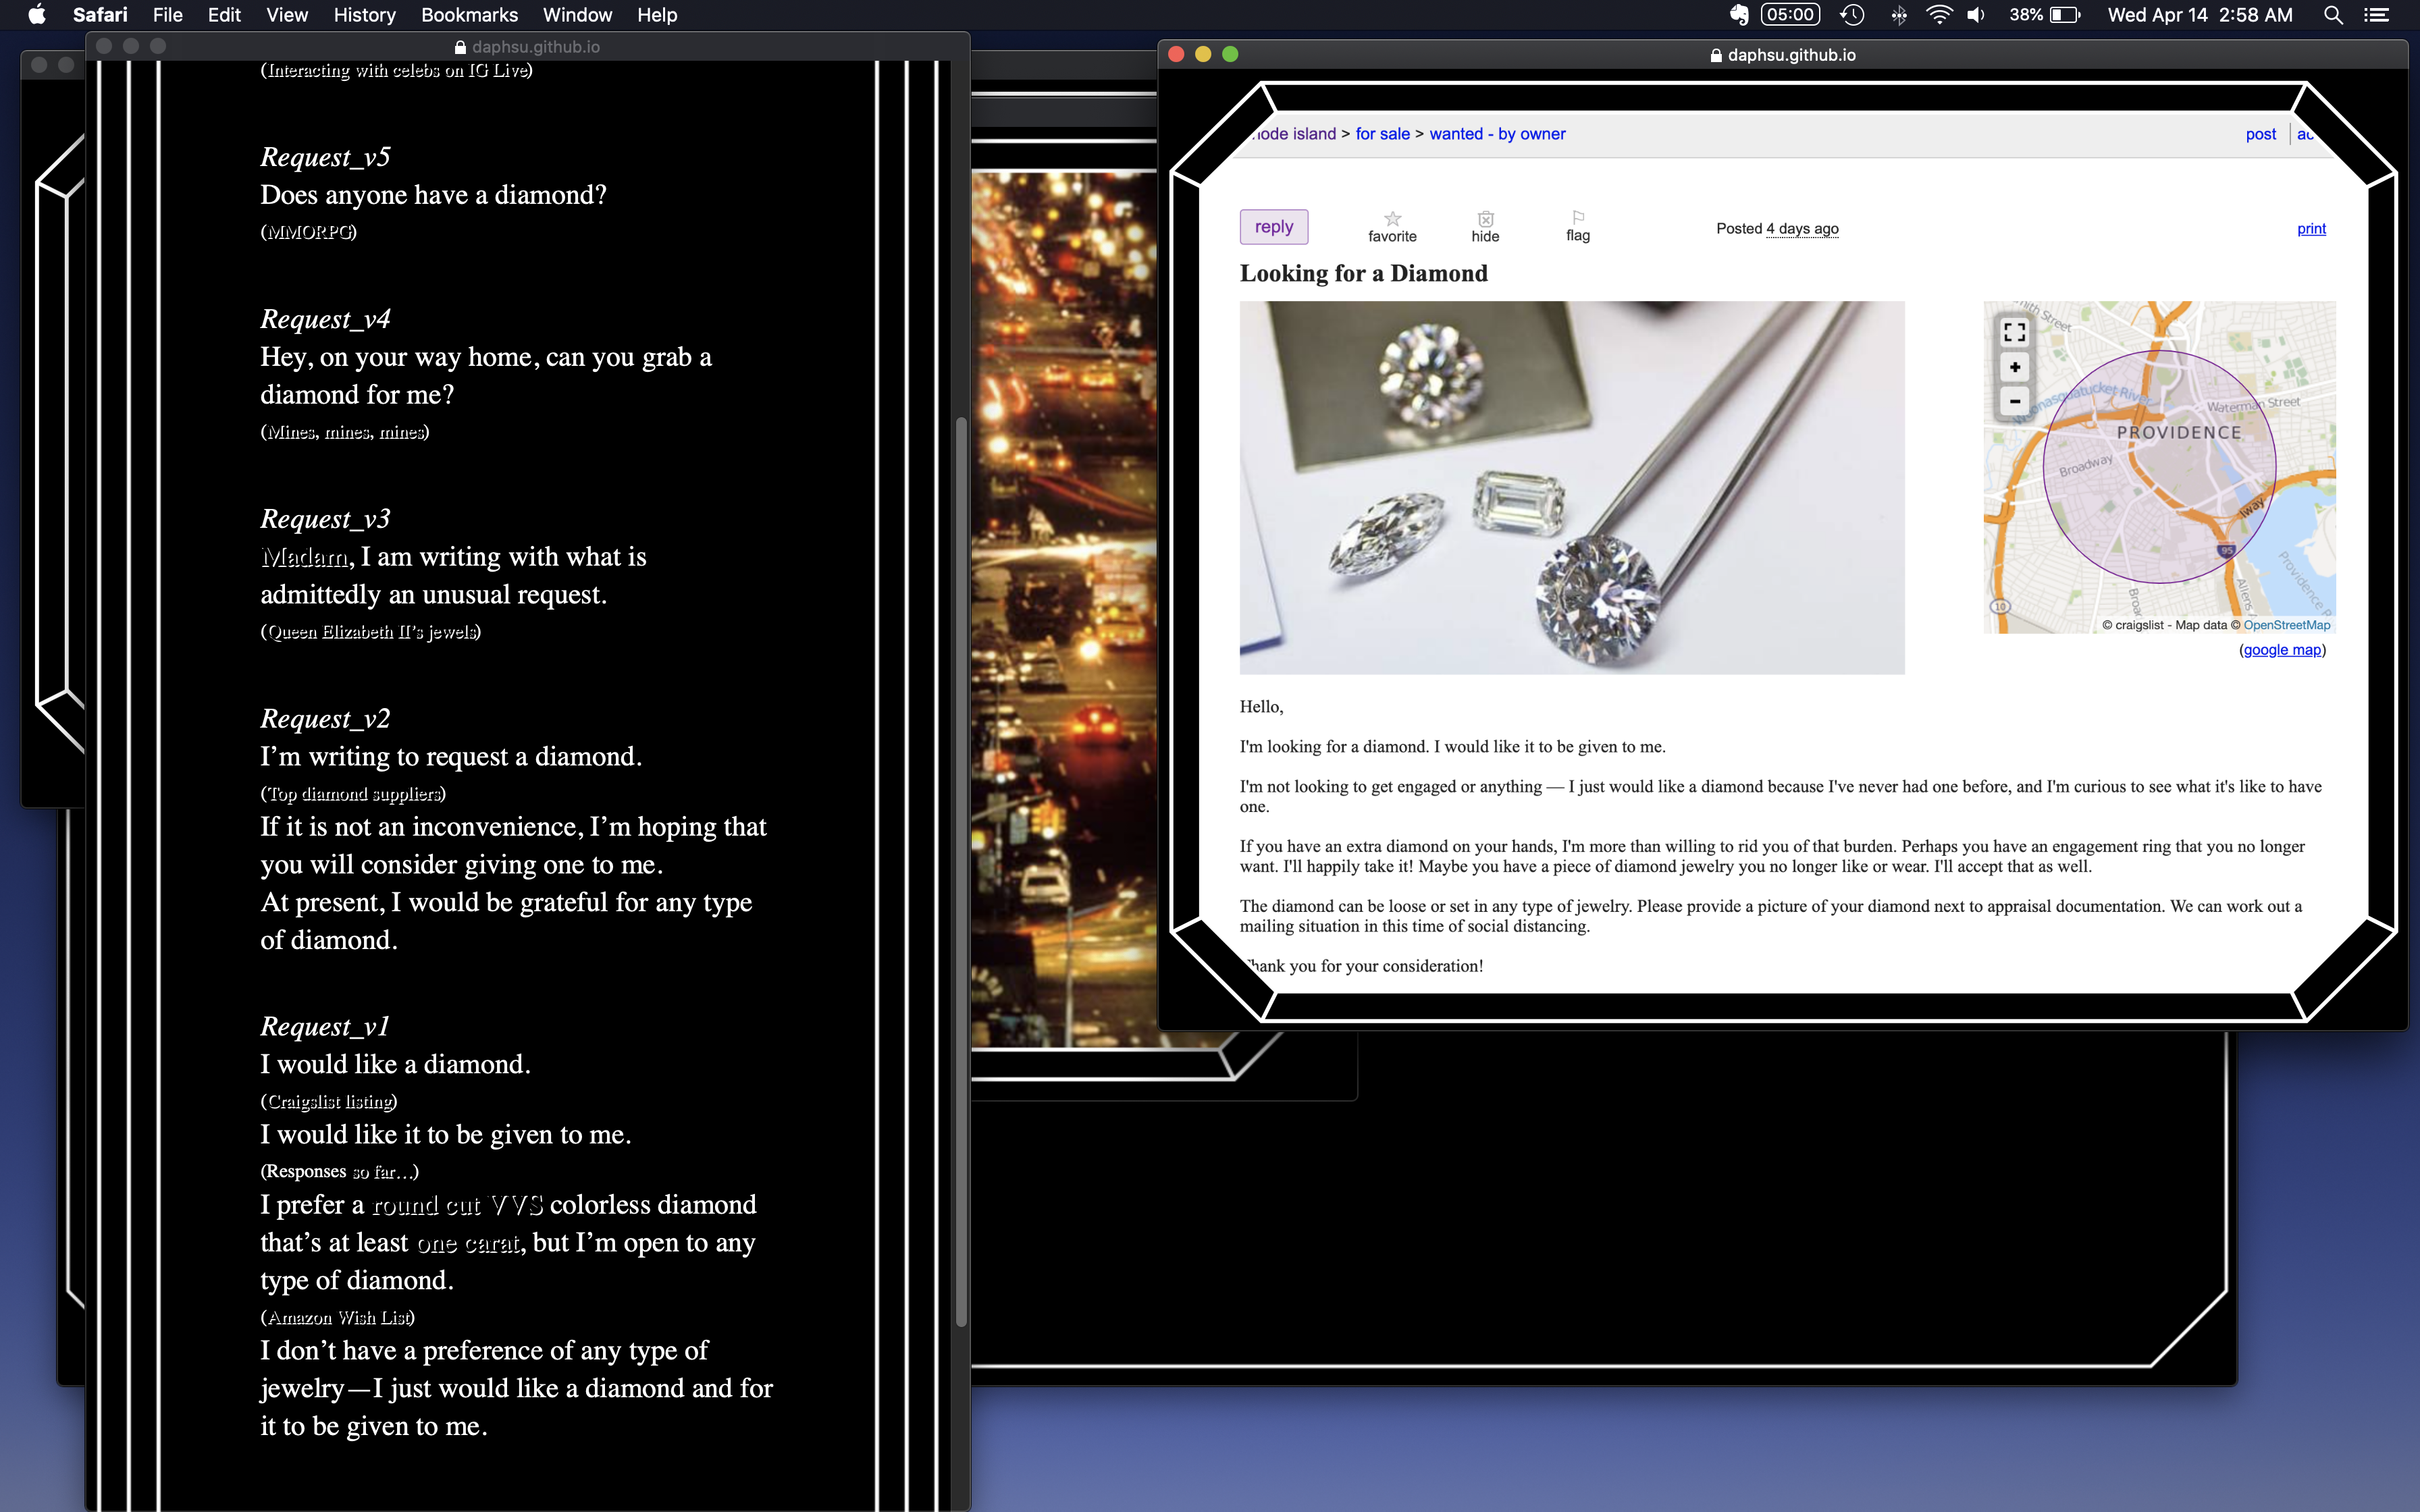 Safari File Edit View History Bookmarks Window Help
05:00 38% Wed Apr 14 2:58 AM
daphsu.github.io
(Interacting with celebs on IG Live)
Request_v5
Does anyone have a diamond?
(MMORPG)
Request_v4
Hey, on your way home, can you grab a
diamond for me?
(Mines, mines, mines)
Request_v3
Madam, I am writing with what is
admittedly an unusual request.
(Queen Elizabeth II’s jewels)
Request_v2
I’m writing to request a diamond.
(Top diamond suppliers)
If it is not an inconvenience, I’m hoping that
you will consider giving one to me.
At present, I would be grateful for any type
of diamond.
Request_v1
I would like a diamond.
(Craigslist listing)
I would like it to be given to me.
(Responses so far…)
I prefer a round cut VVS colorless diamond
that’s at least one carat, but I’m open to any
type of diamond.
(Amazon Wish List)
I don’t have a preference of any type of
jewelry—I just would like a diamond and for
it to be given to me.
daphsu.github.io
ode island > for sale > wanted - by owner
post ac
reply
favorite
hide
flag
Posted 4 days ago
print
Looking for a Diamond
mith Street
onasquatucket River
Waterman Street
PROVIDENCE
Broadway
lway
95
10
Broa
Allens A
Providence R
© craigslist - Map data © OpenStreetMap
(google map)
Hello,
I'm looking for a diamond. I would like it to be given to me.
I'm not looking to get engaged or anything — I just would like a diamond because I've never had one before, and I'm curious to see what it's like to have
one.
If you have an extra diamond on your hands, I'm more than willing to rid you of that burden. Perhaps you have an engagement ring that you no longer
want. I'll happily take it! Maybe you have a piece of diamond jewelry you no longer like or wear. I'll accept that as well.
The diamond can be loose or set in any type of jewelry. Please provide a picture of your diamond next to appraisal documentation. We can work out a
mailing situation in this time of social distancing.
hank you for your consideration!